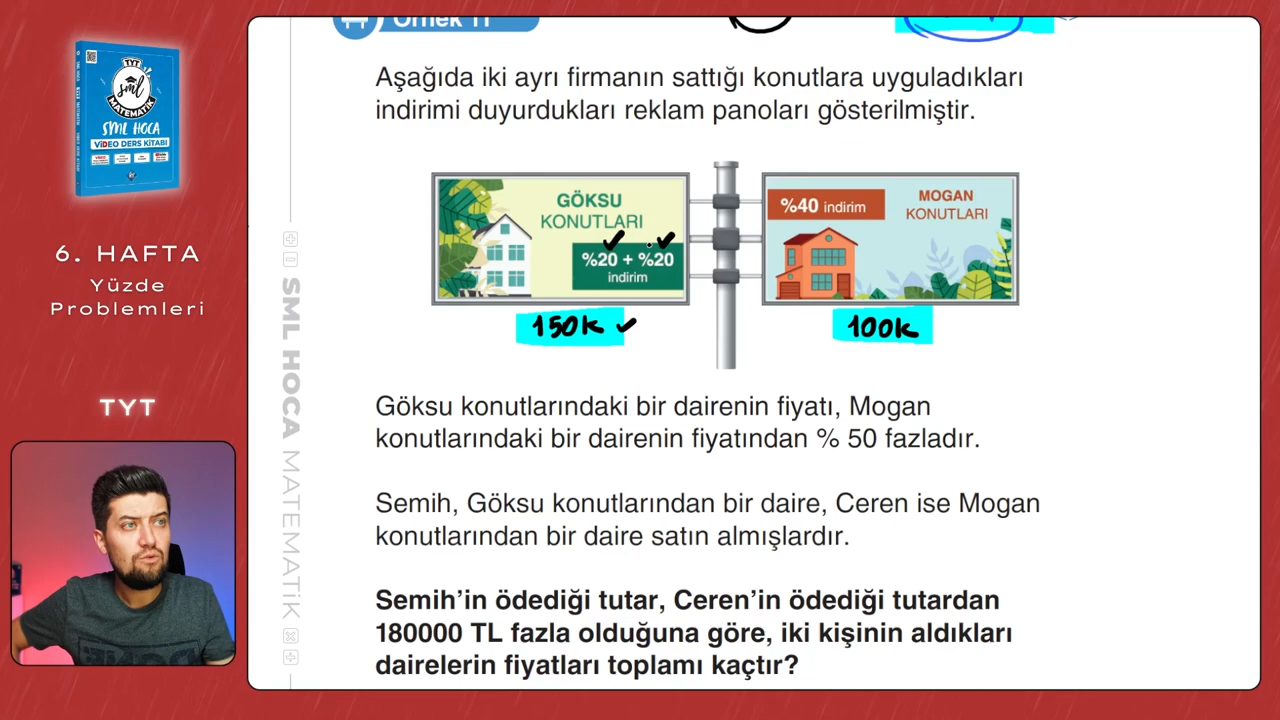 Örnek 11
Aşağıda iki ayrı firmanın sattığı konutlara uyguladıkları
indirimi duyurdukları reklam panoları gösterilmiştir.
GÖKSU
KONUTLARI
%20 + %20
indirim
150k
%40 indirim
MOGAN
KONUTLARI
100k
Göksu konutlarındaki bir dairenin fiyatı, Mogan
konutlarındaki bir dairenin fiyatından % 50 fazladır.
Semih, Göksu konutlarından bir daire, Ceren ise Mogan
konutlarından bir daire satın almışlardır.
Semih’in ödediği tutar, Ceren’in ödediği tutardan
180000 TL fazla olduğuna göre, iki kişinin aldıkları
dairelerin fiyatları toplamı kaçtır?
SML HOCA MATEMATİK
TYT
sml
MATEMATİK
SML HOCA
VİDEO DERS KİTABI
6. HAFTA
Yüzde
Problemleri
TYT